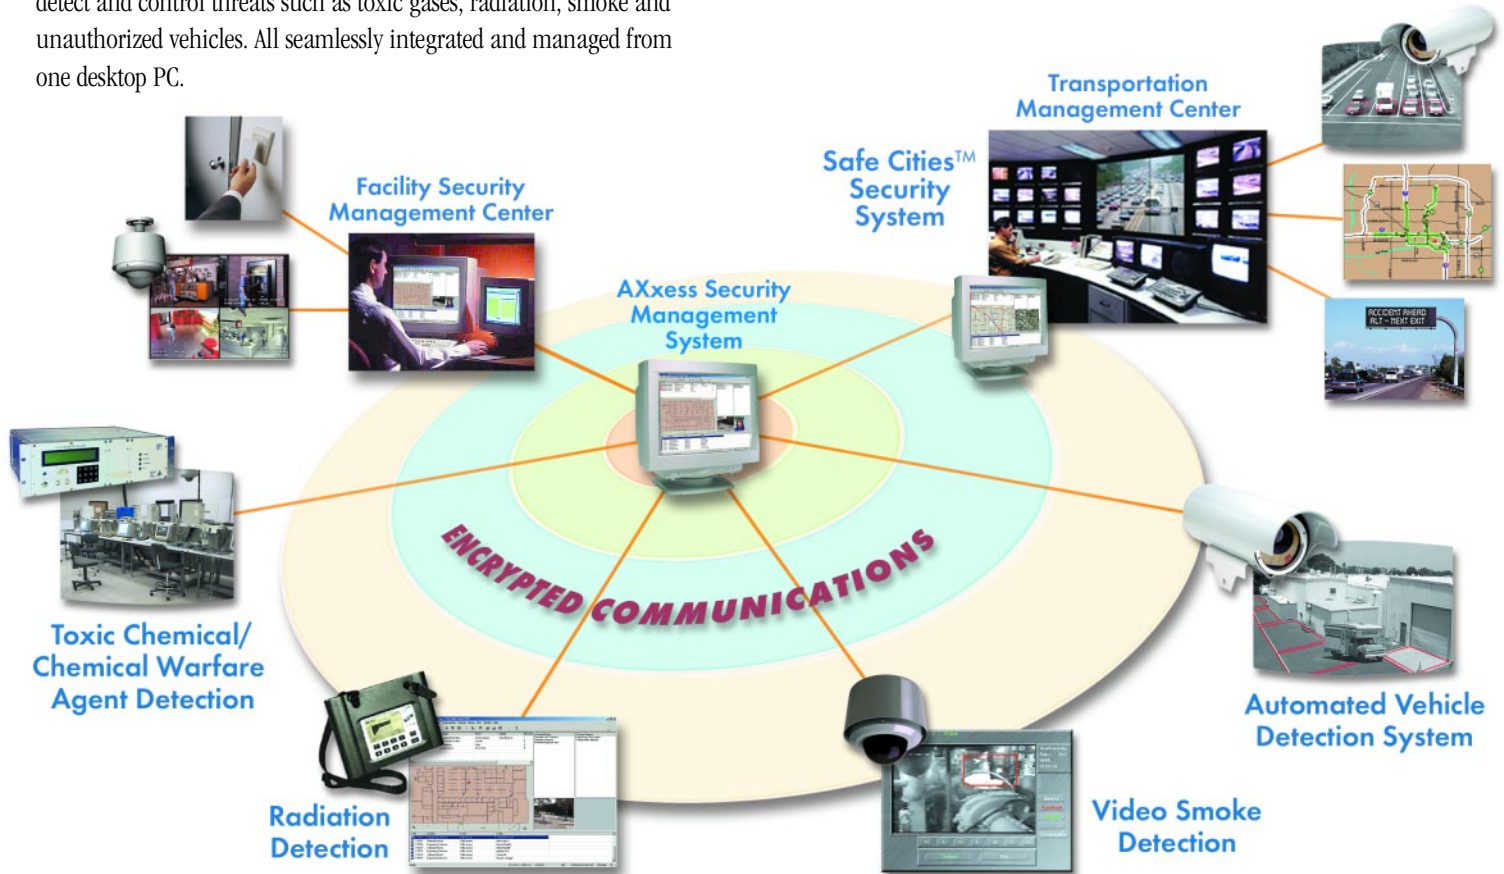 detect and control threats such as toxic gases, radiation, smoke and
unauthorized vehicles. All seamlessly integrated and managed from
one desktop PC.
Transportation
Management Center
Safe Cities™
Security
System
Facility Security
Management Center
AXxess Security
Management
System
ACCIDENT AHEAD
ALT - NEXT EXIT
ENCRYPTED COMMUNICATIONS
Toxic Chemical/
Chemical Warfare
Agent Detection
Automated Vehicle
Detection System
Radiation
Detection
Video Smoke
Detection